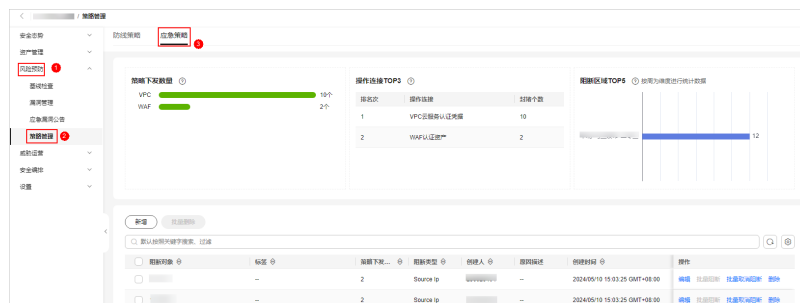 / 策略管理
安全态势
资产管理
风险预防 1
基线检查
漏洞管理
应急漏洞公告
策略管理 2
威胁运营
安全编排
设置
防线策略 应急策略 3
策略下发数量
VPC 10个
WAF 2个
操作连接TOP3
排名次 操作连接 封堵个数
1 VPC云服务认证凭据 10
2 WAF认证资产 2
阻断区域TOP5 按周为维度进行统计数据
12
新增 批量删除
默认按照关键字搜索、过滤
阻断对象 标签 策略下发... 阻断类型 创建人 原因描述 创建时间 操作
-- 2 Source Ip -- 2024/05/10 15:03:25 GMT+08:00 编辑 批量阻断 批量取消阻断 删除
-- 2 Source Ip -- 2024/05/10 15:03:25 GMT+08:00 编辑 批量阻断 批量取消阻断 删除